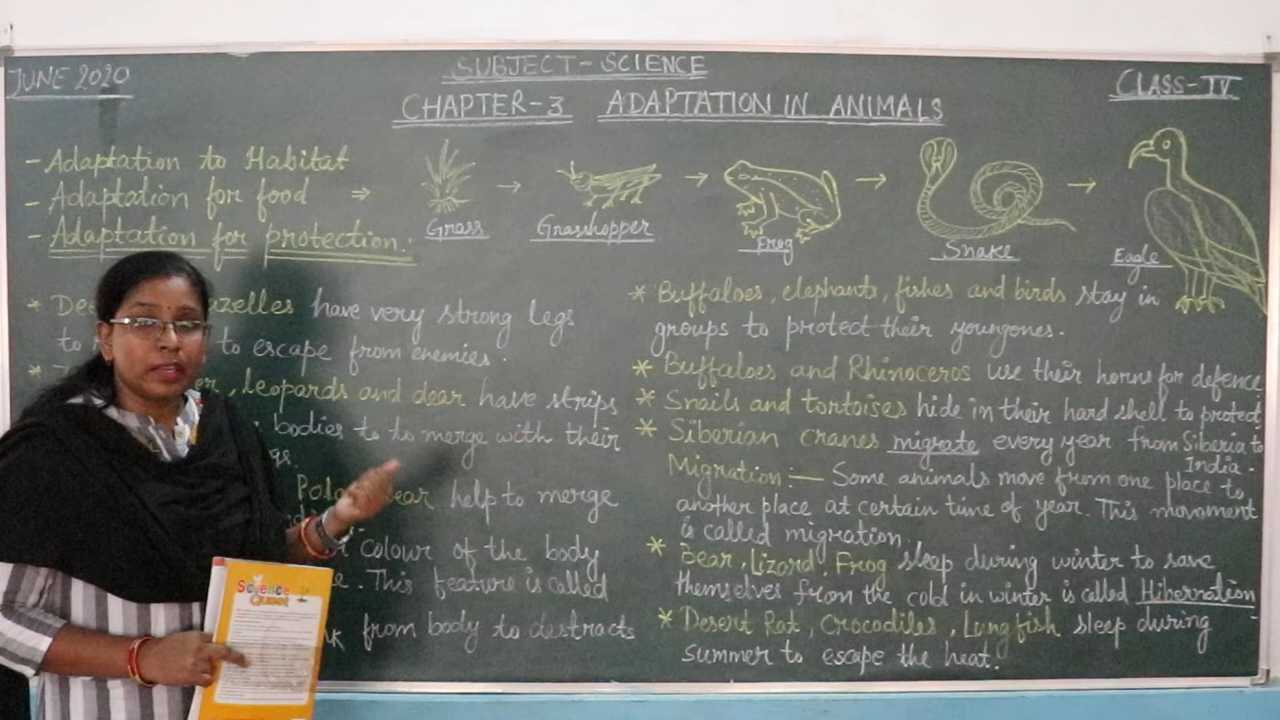 JUNE 2020
SUBJECT-SCIENCE
CLASS-IV
CHAPTER-3 ADAPTATION IN ANIMALS
- Adaptation to Habitat
- Adaptation for food ⇒
- Adaptation for protection.
Grass → Grasshopper → Frog → Snake → Eagle
* zelles have very strong legs
to to escape from enemies.
* er, leopards and dear have strips
bodies to to merge with their
gs.
Polar bear help to merge
colour of the body
e. This feature is called
from body to destracts
* Buffaloes, elephants, fishes and birds stay in
groups to protect their youngones.
* Buffaloes and Rhinoceros use their horns for defence
* Snails and tortoises hide in their hard shell to protect
* Siberian cranes migrate every year from Siberia to
India.
Migration:— Some animals move from one place to
another place at certain time of year. This movement
is called migration.
* Bear, Lizard, Frog sleep during winter to save
themselves from the cold in winter is called Hibernation
* Desert Rat, Crocodiles, Lungfish sleep during
summer to escape the heat.
Science
Quest